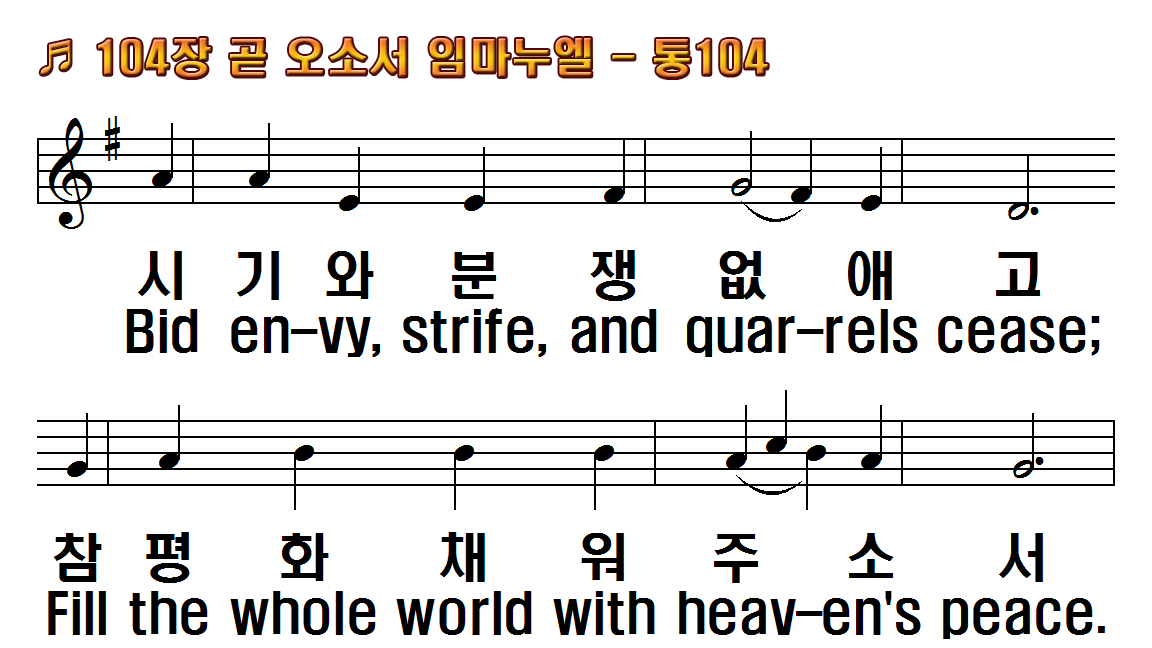 ♬ 104장 곧 오소서 임마누엘 - 통104
시 기 와 분 쟁 없 애 고
Bid en-vy, strife, and quar-rels cease;
참 평 화 채 워 주 소 서
Fill the whole world with heav-en's peace.